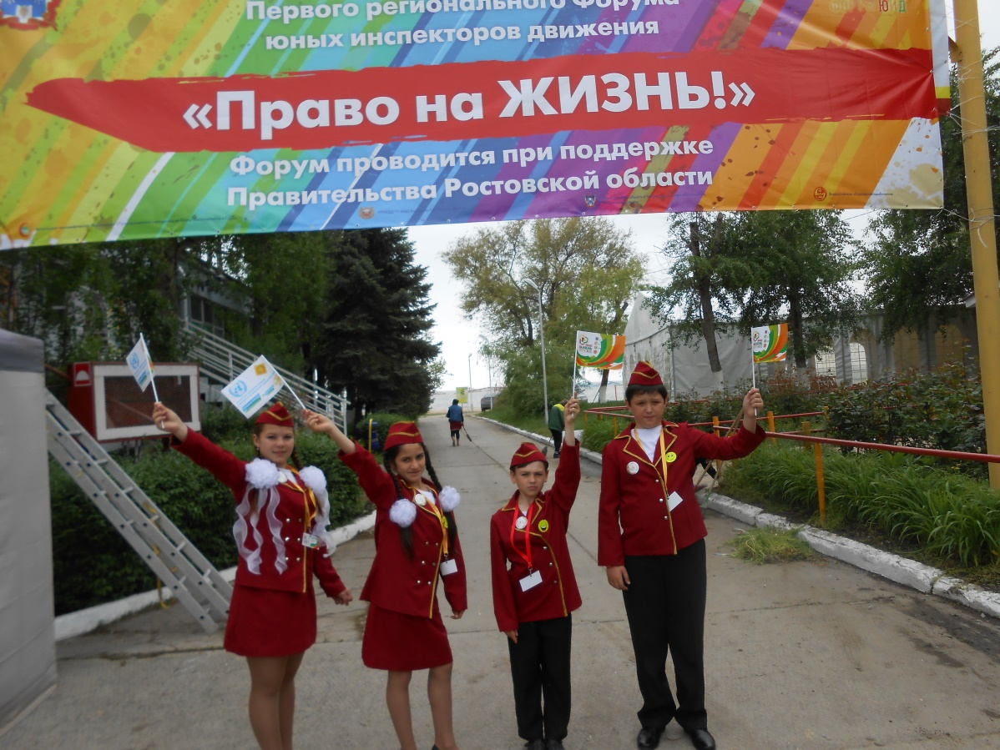 Первого регионального Форума
юных инспекторов движения
«Право на ЖИЗНЬ!»
Форум проводится при поддержке
Правительства Ростовской области